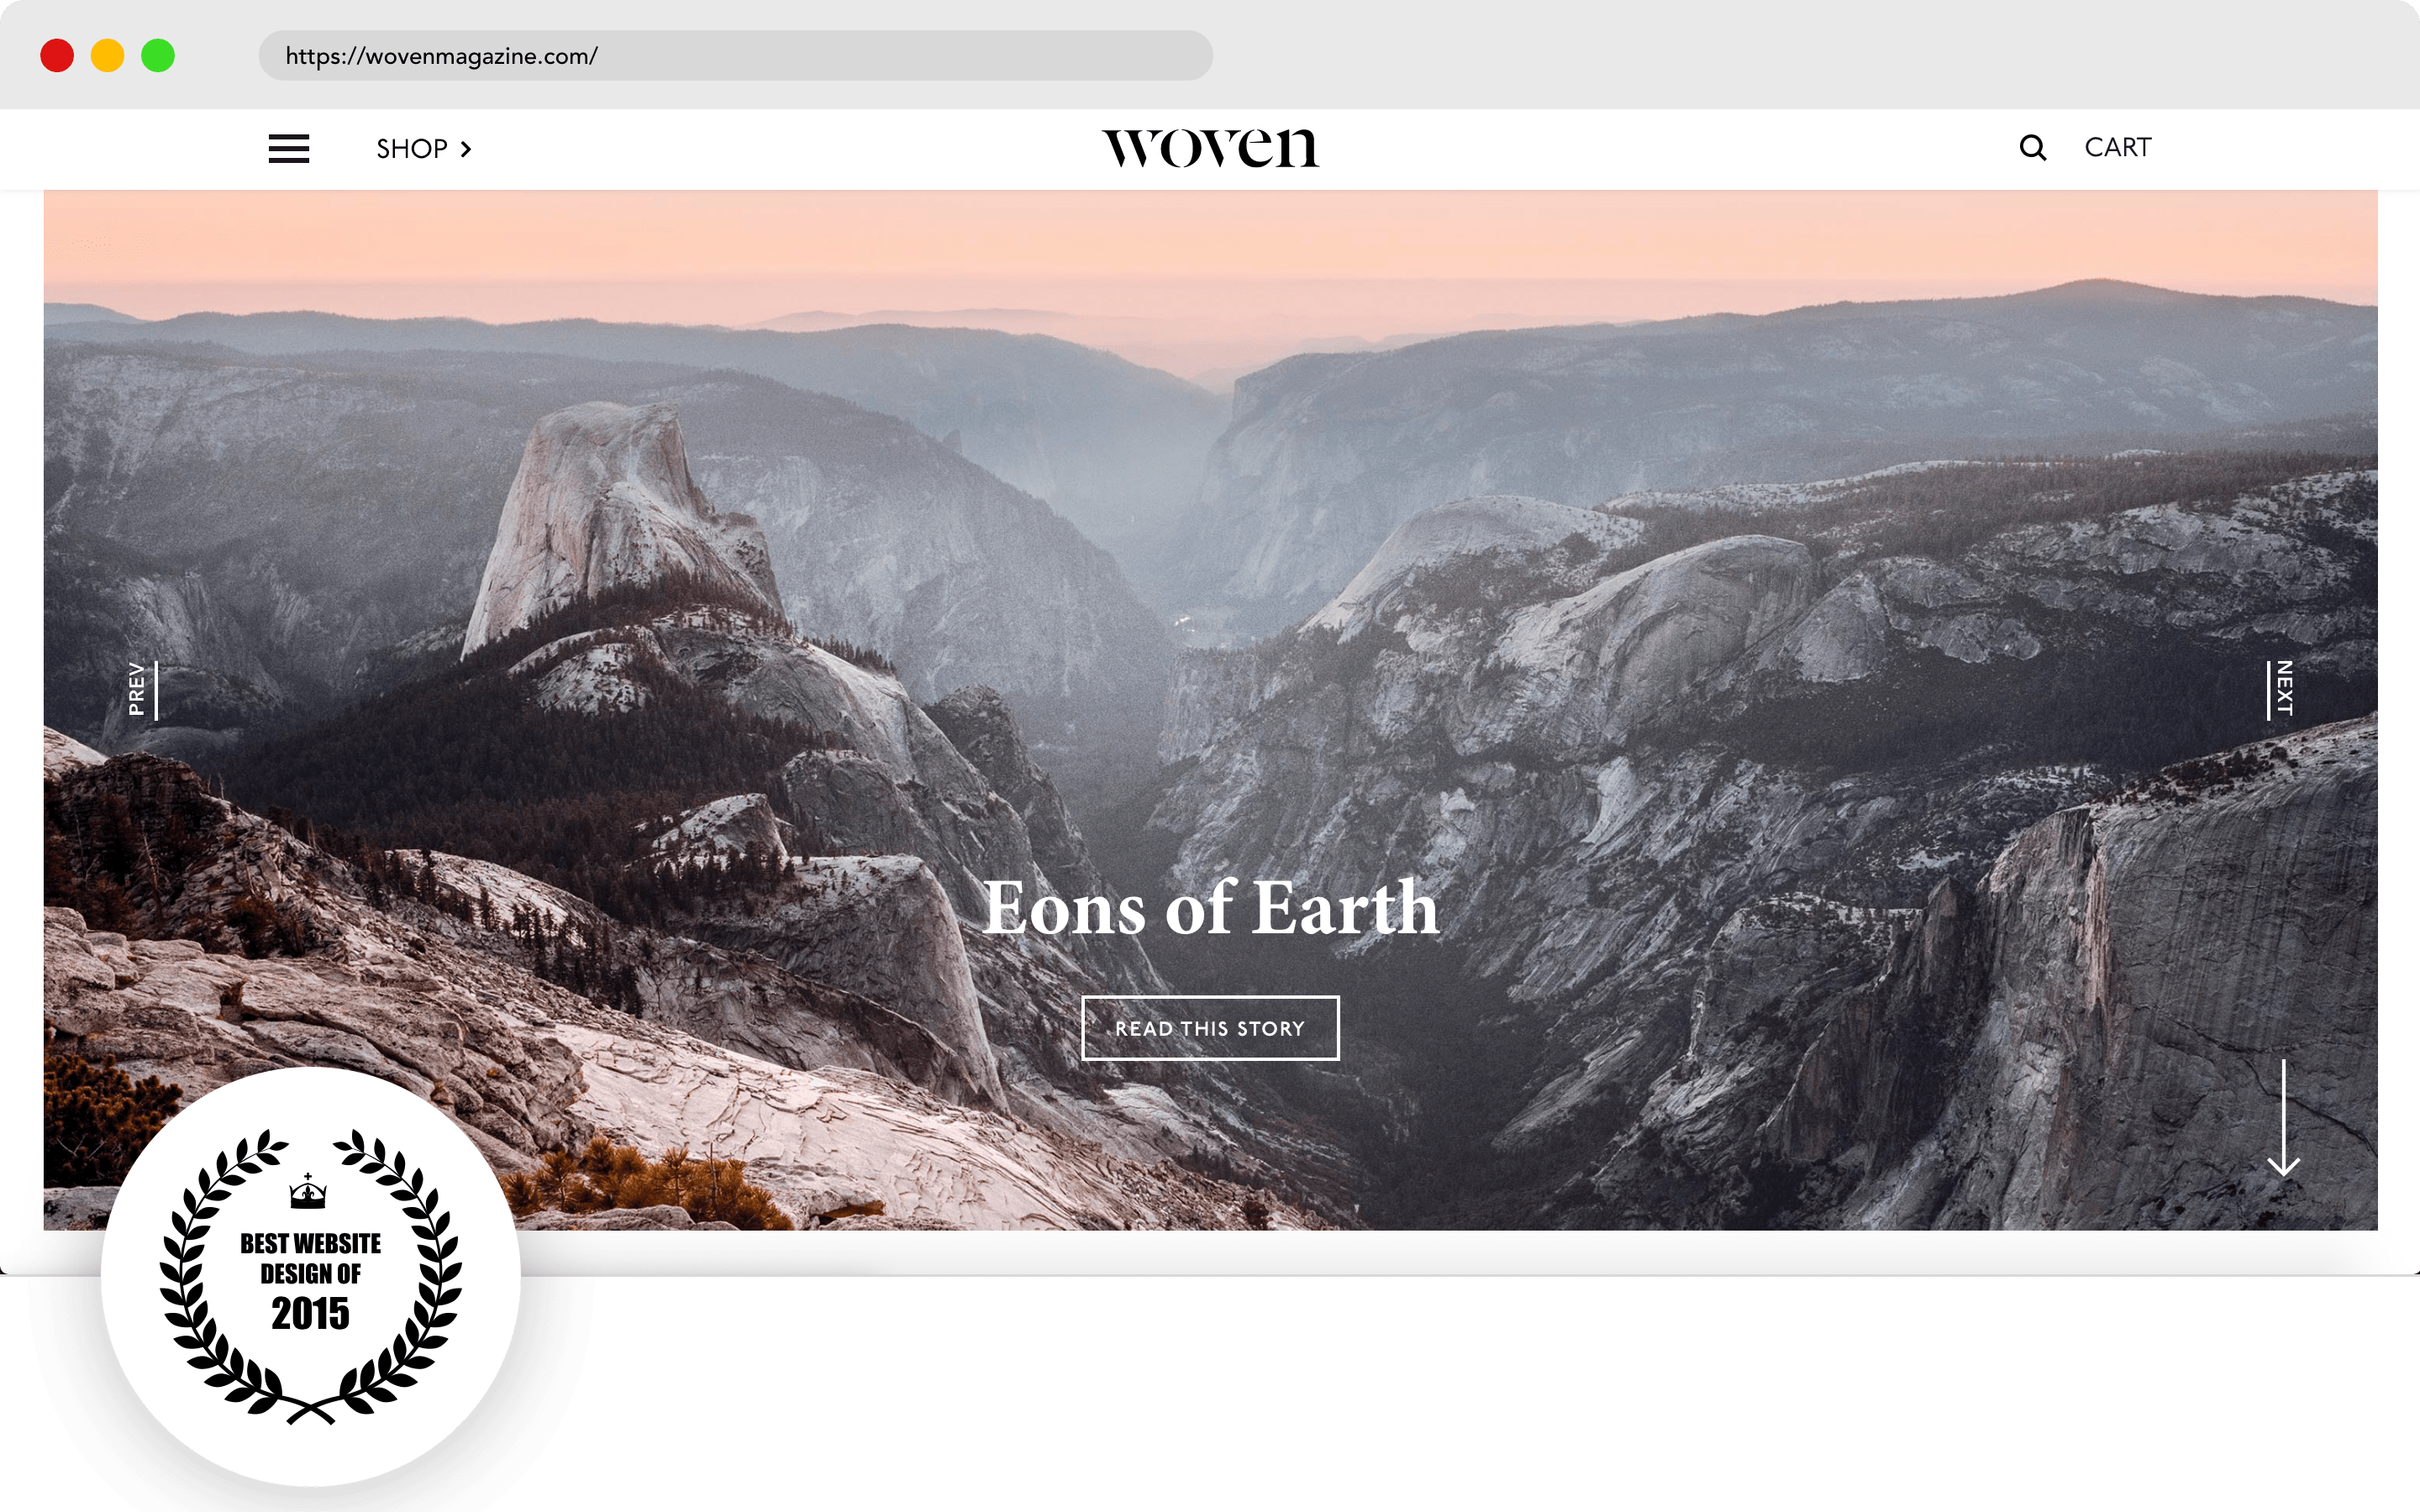 https://wovenmagazine.com/
SHOP
woven
CART
PREV
NEXT
Eons of Earth
READ THIS STORY
BEST WEBSITE
DESIGN OF
2015